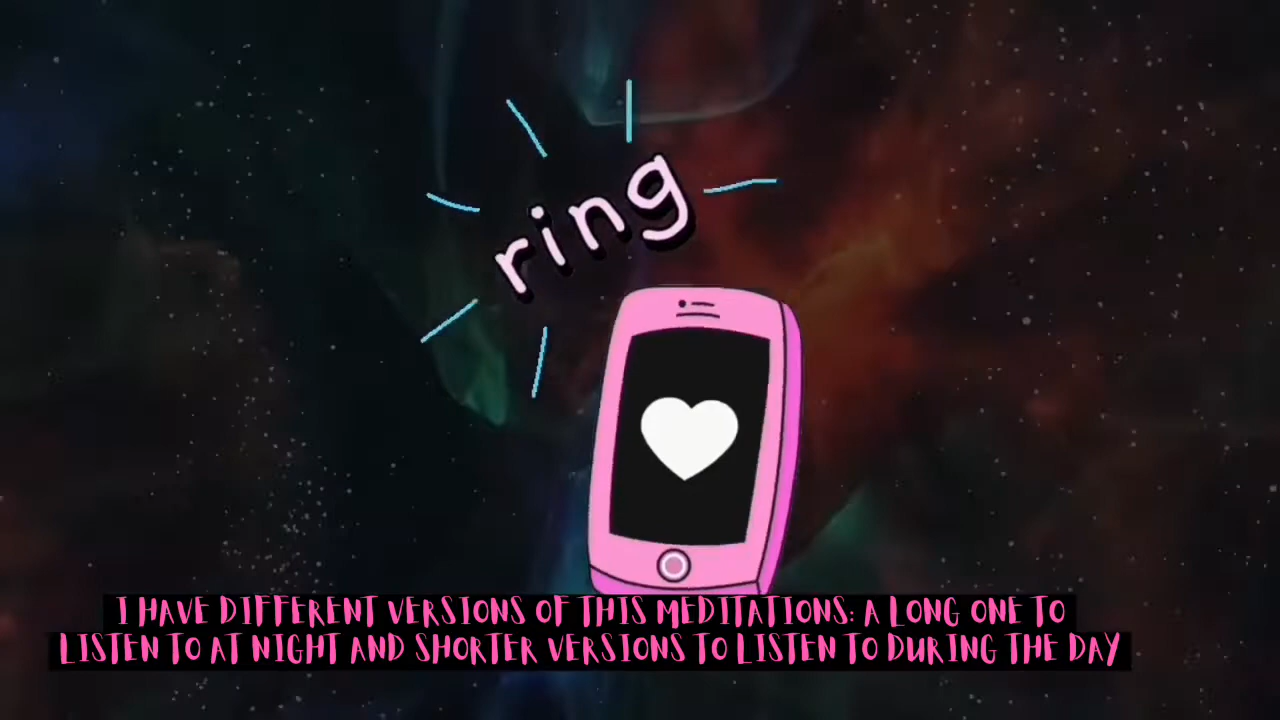 ring
I HAVE DIFFERENT VERSIONS OF THIS MEDITATIONS: A LONG ONE TO
LISTEN TO AT NIGHT AND SHORTER VERSIONS TO LISTEN TO DURING THE DAY